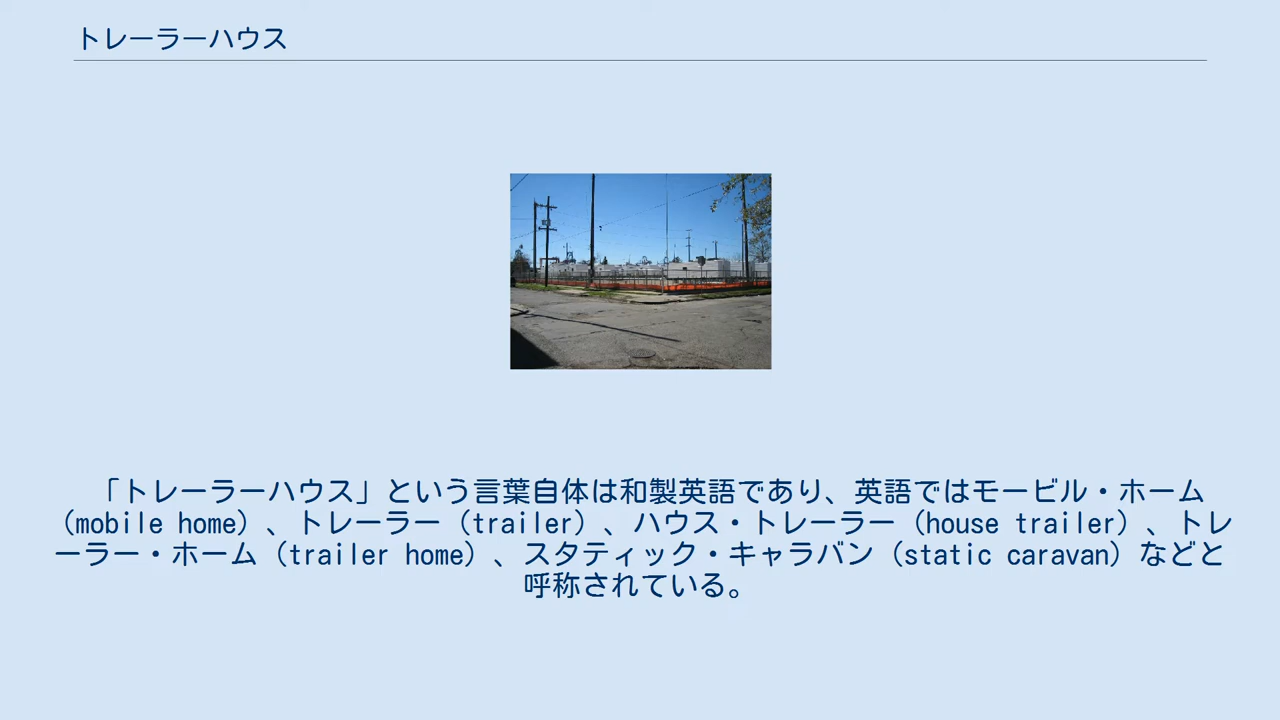 トレーラーハウス
「トレーラーハウス」という言葉自体は和製英語であり、英語ではモービル・ホーム
（mobile home）、トレーラー（trailer）、ハウス・トレーラー（house trailer）、トレ
ーラー・ホーム（trailer home）、スタティック・キャラバン（static caravan）などと
呼称されている。